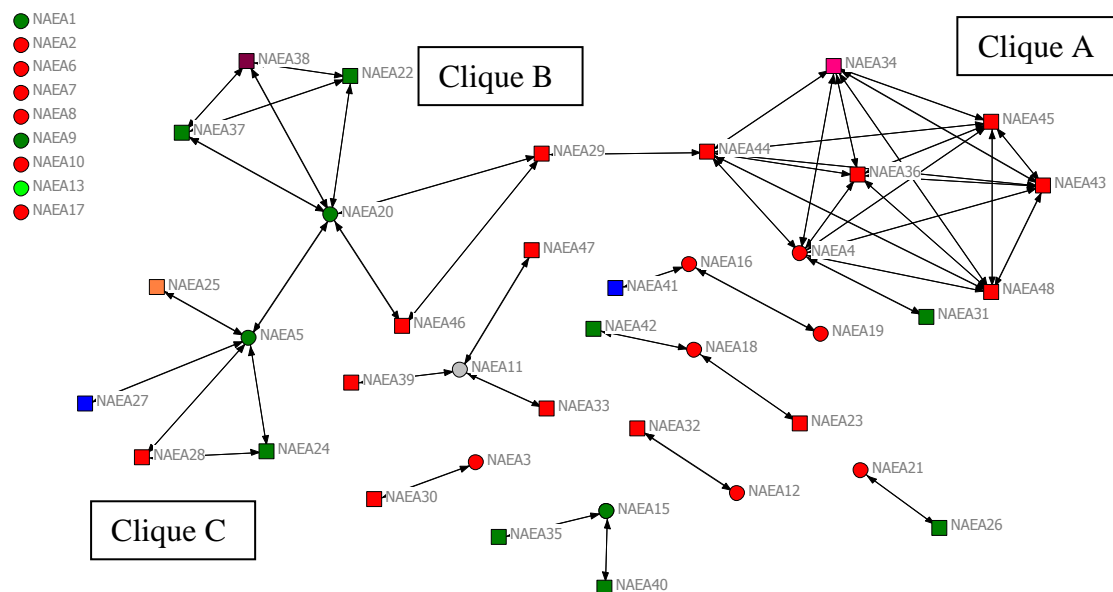 NAEA1
NAEA2
NAEA6
NAEA7
NAEA8
NAEA9
NAEA10
NAEA13
NAEA17
NAEA38
NAEA22
Clique B
NAEA37
NAEA20
NAEA29
NAEA34
Clique A
NAEA45
NAEA44
NAEA36
NAEA43
NAEA4
NAEA48
NAEA31
NAEA47
NAEA16
NAEA41
NAEA19
NAEA25
NAEA5
NAEA46
NAEA42
NAEA18
NAEA11
NAEA39
NAEA33
NAEA27
NAEA23
NAEA32
NAEA28
NAEA24
NAEA3
NAEA21
NAEA30
NAEA12
Clique C
NAEA15
NAEA35
NAEA26
NAEA40